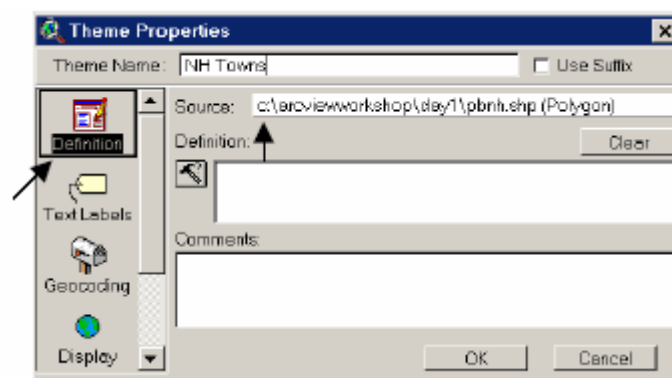 Theme Properties
Theme Name: NH Towns Use Suffix
Source: c:\arcviewworkshop\day1\pbnh.shp (Polygon)
Definition
Definition: Clear
Text Labels
Comments:
Geocoding
Display
OK Cancel